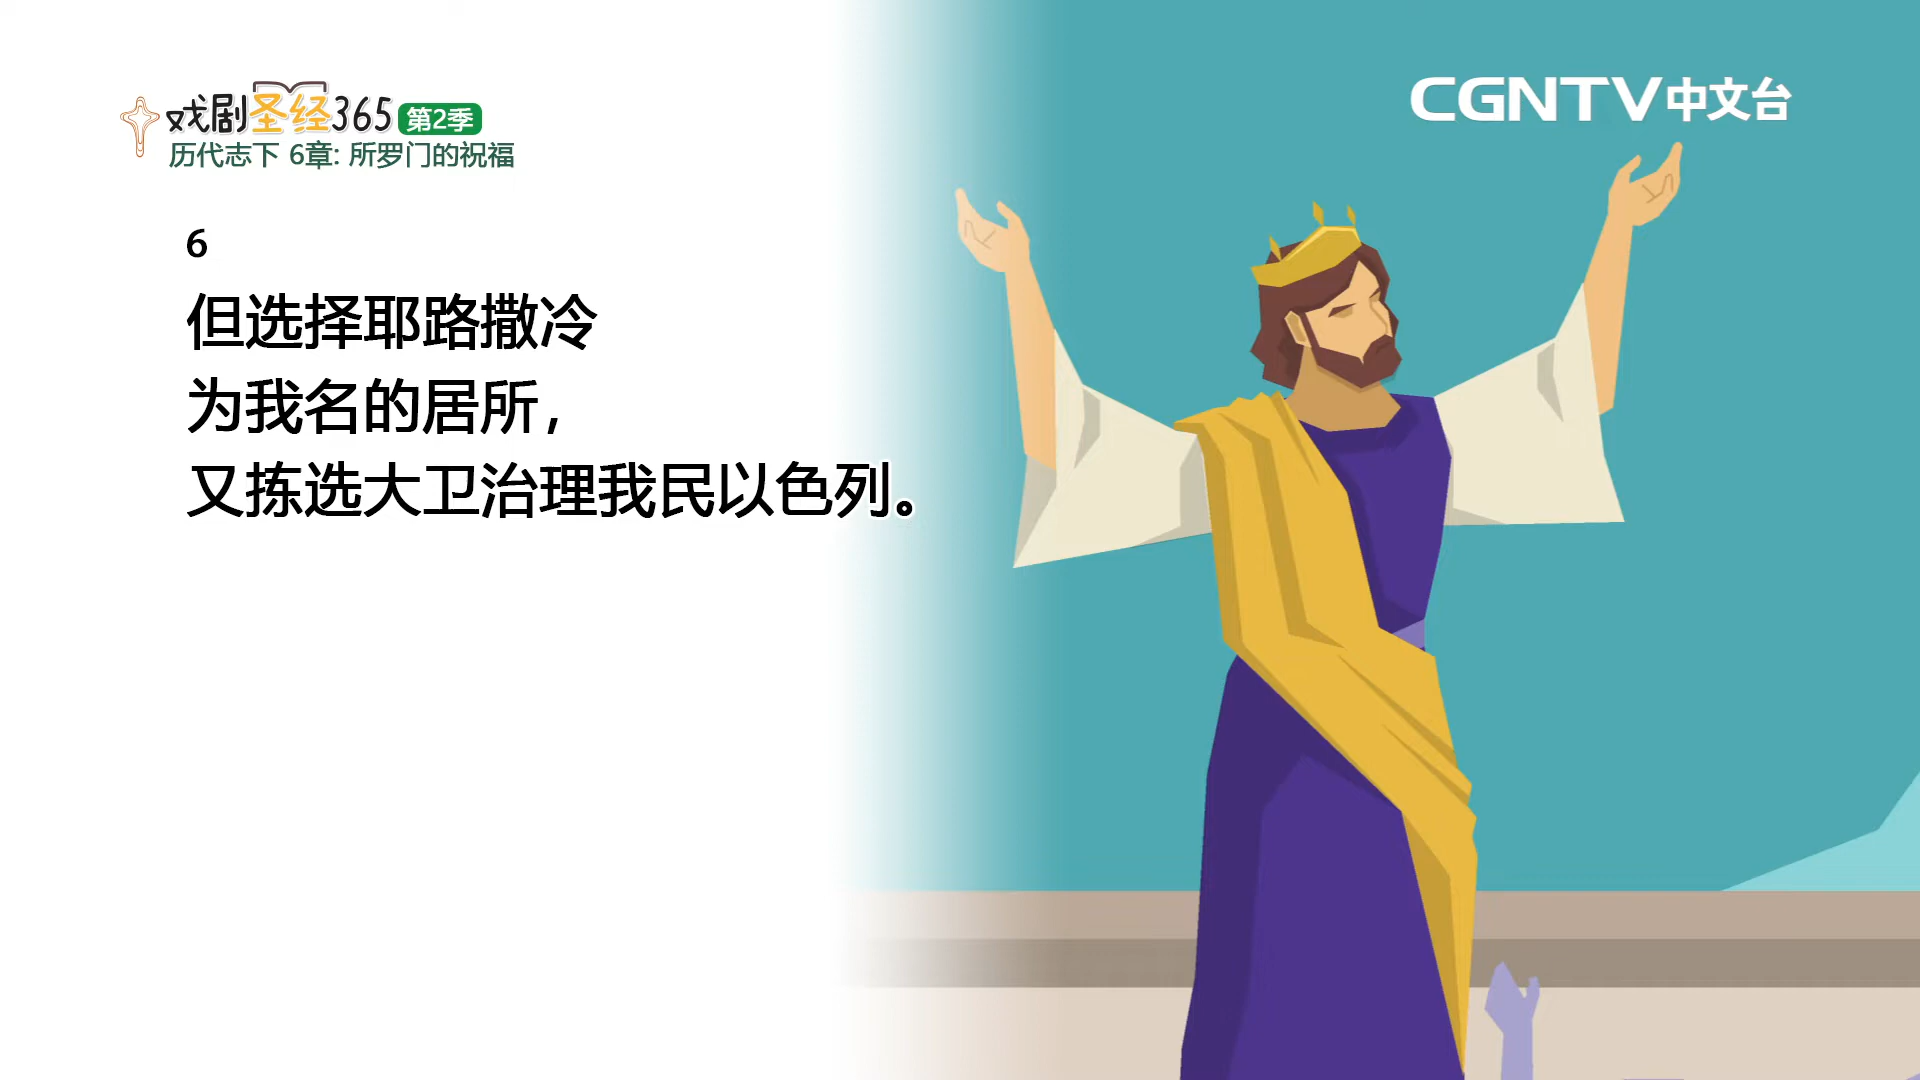 戏剧圣经365 第2季
历代志下 6章: 所罗门的祝福
CGNTV中文台
6
但选择耶路撒冷
为我名的居所，
又拣选大卫治理我民以色列。